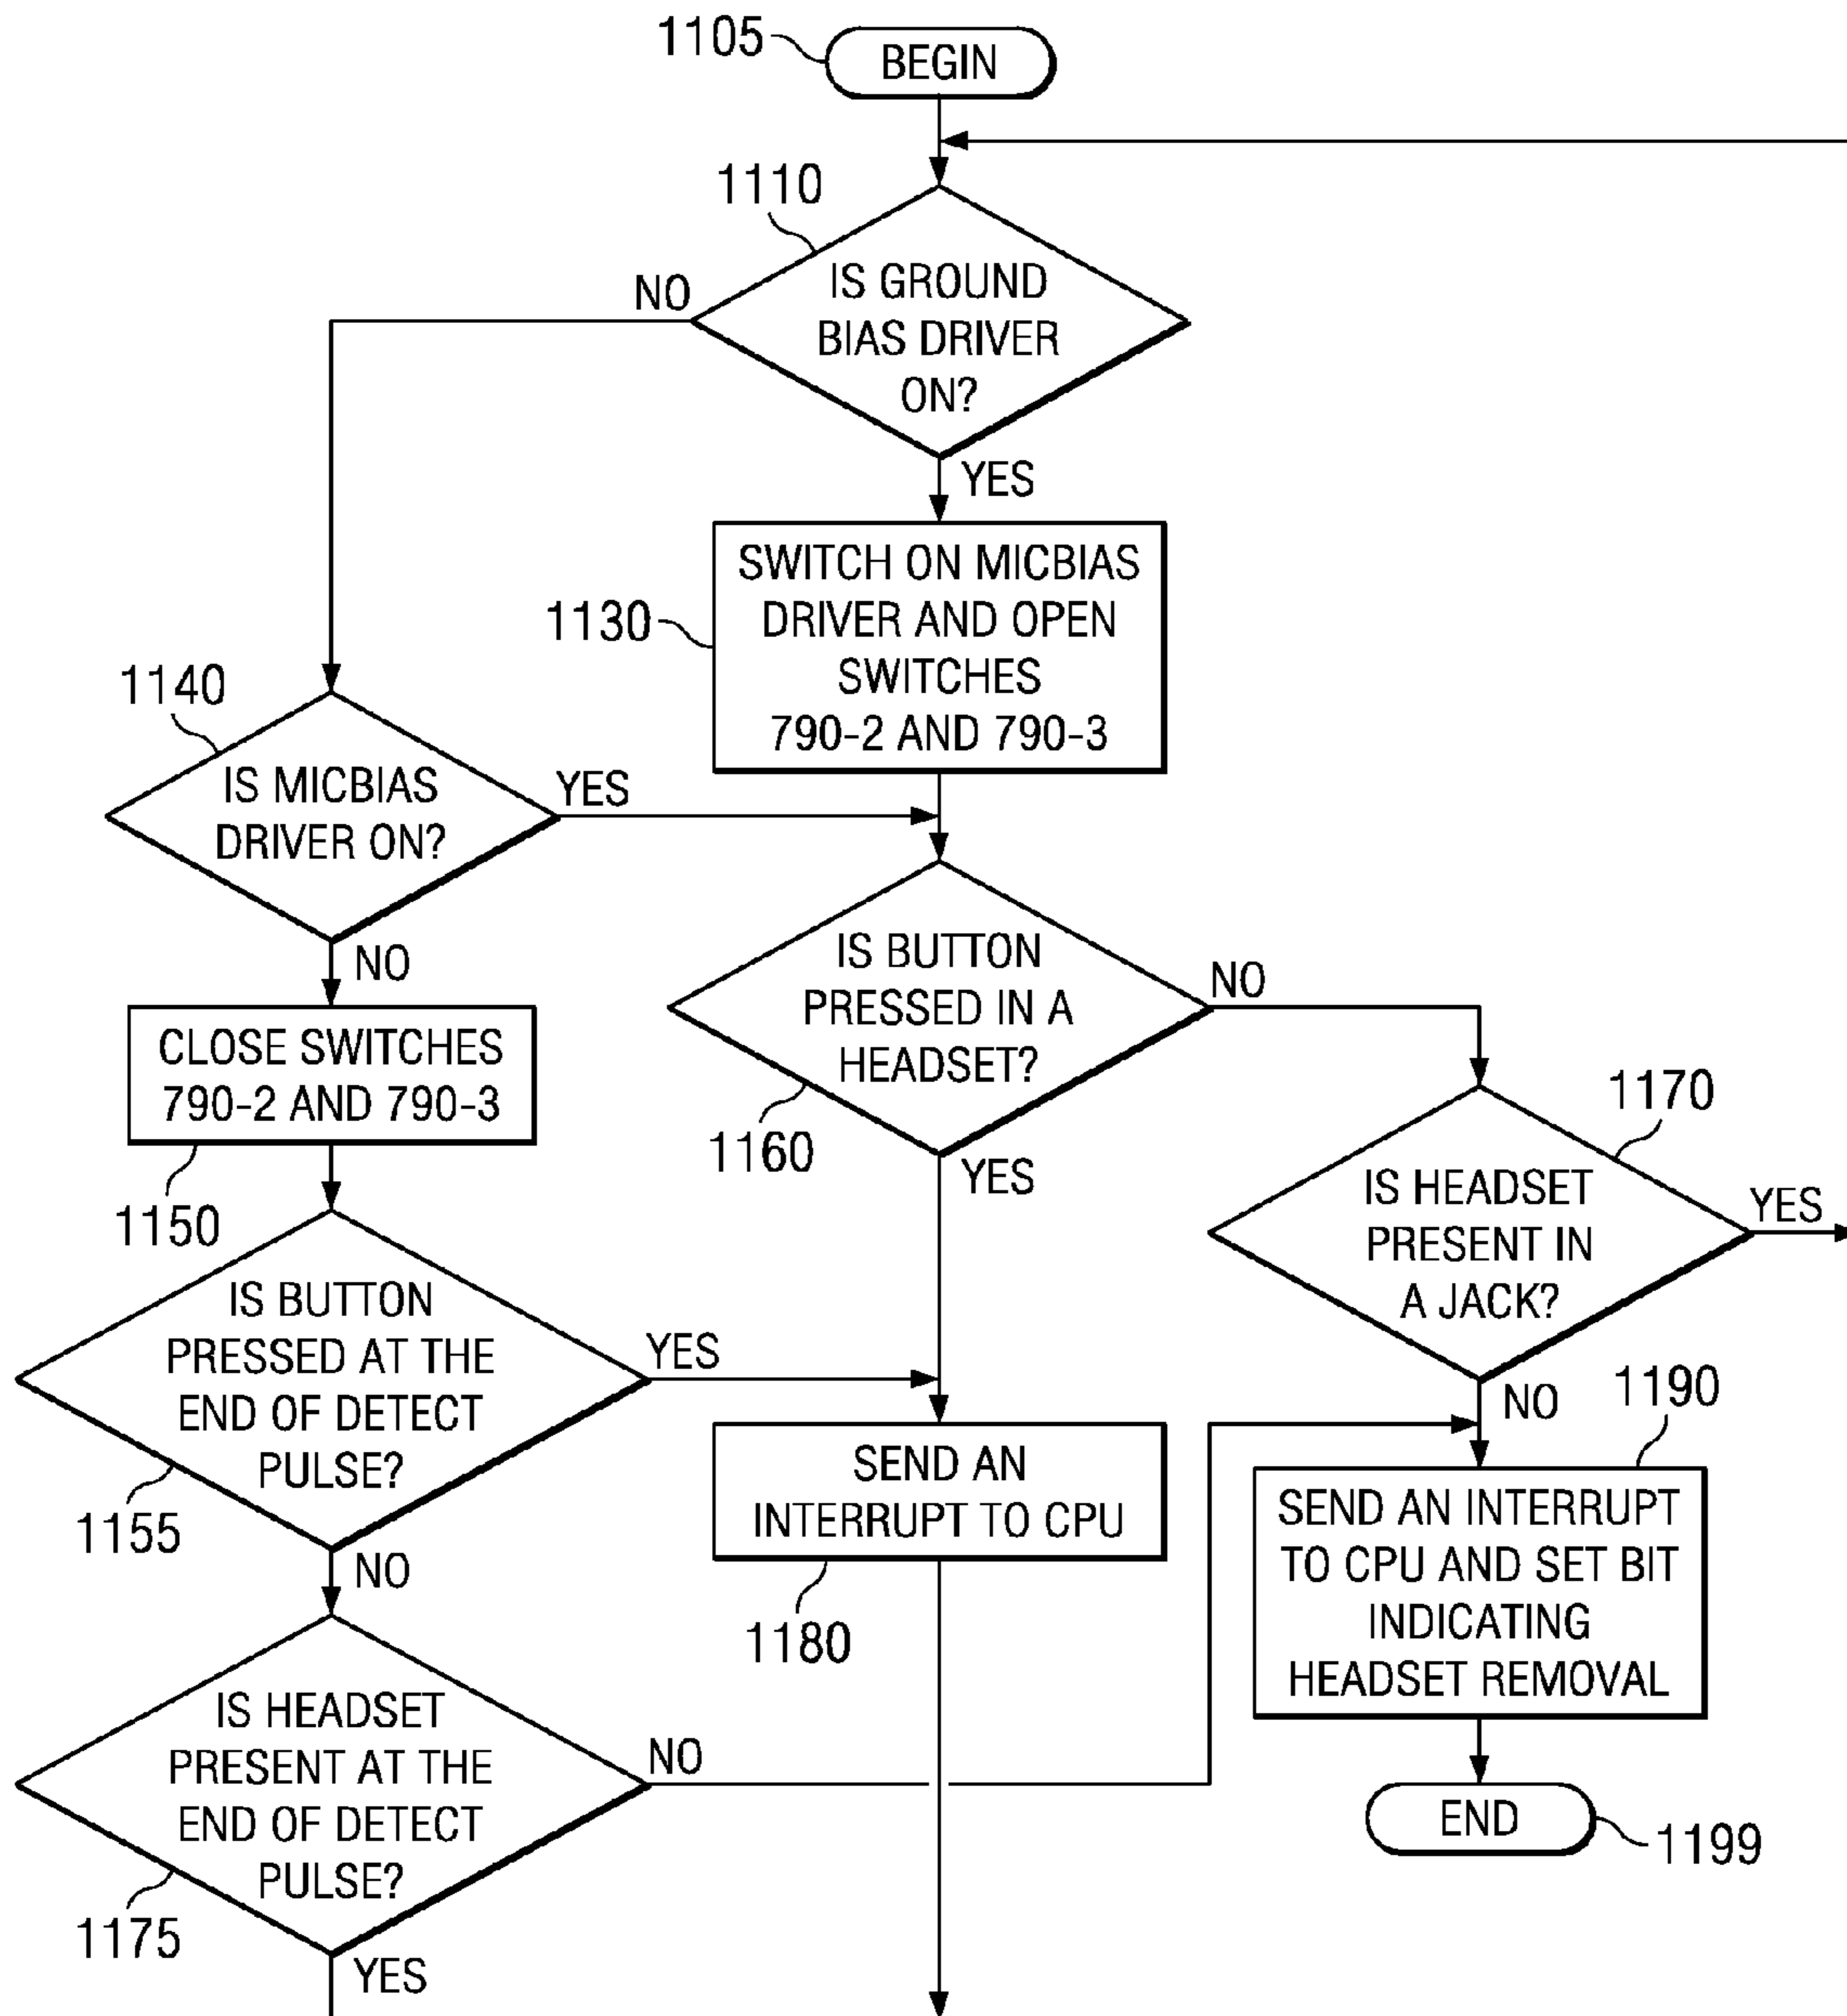 1105
BEGIN
1110
IS GROUND
BIAS DRIVER
ON?
NO
YES
1130
SWITCH ON MICBIAS
DRIVER AND OPEN
SWITCHES
790-2 AND 790-3
1140
IS MICBIAS
DRIVER ON?
YES
NO
CLOSE SWITCHES
790-2 AND 790-3
1150
IS BUTTON
PRESSED IN A
HEADSET?
NO
1160
YES
1170
IS HEADSET
PRESENT IN
A JACK?
YES
NO
IS BUTTON
PRESSED AT THE
END OF DETECT
PULSE?
YES
1155
NO
SEND AN
INTERRUPT TO CPU
1180
1190
SEND AN INTERRUPT
TO CPU AND SET BIT
INDICATING
HEADSET REMOVAL
IS HEADSET
PRESENT AT THE
END OF DETECT
PULSE?
NO
1175
YES
END
1199